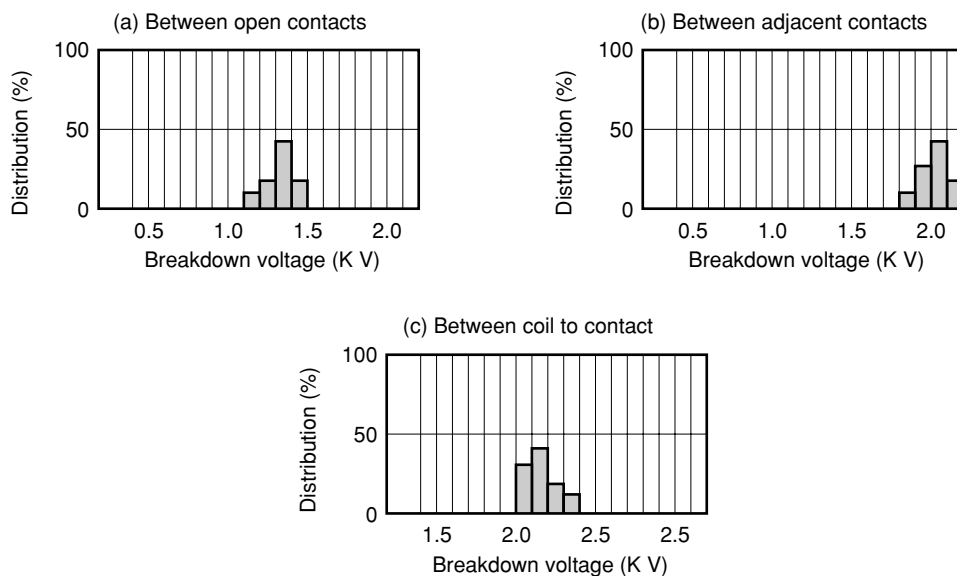 (a) Between open contacts
Distribution (%)
100
50
0
0.5 1.0 1.5 2.0
Breakdown voltage (K V)
(b) Between adjacent contacts
Distribution (%)
100
50
0
0.5 1.0 1.5 2.0
Breakdown voltage (K V)
(c) Between coil to contact
Distribution (%)
100
50
0
1.5 2.0 2.5 2.5
Breakdown voltage (K V)